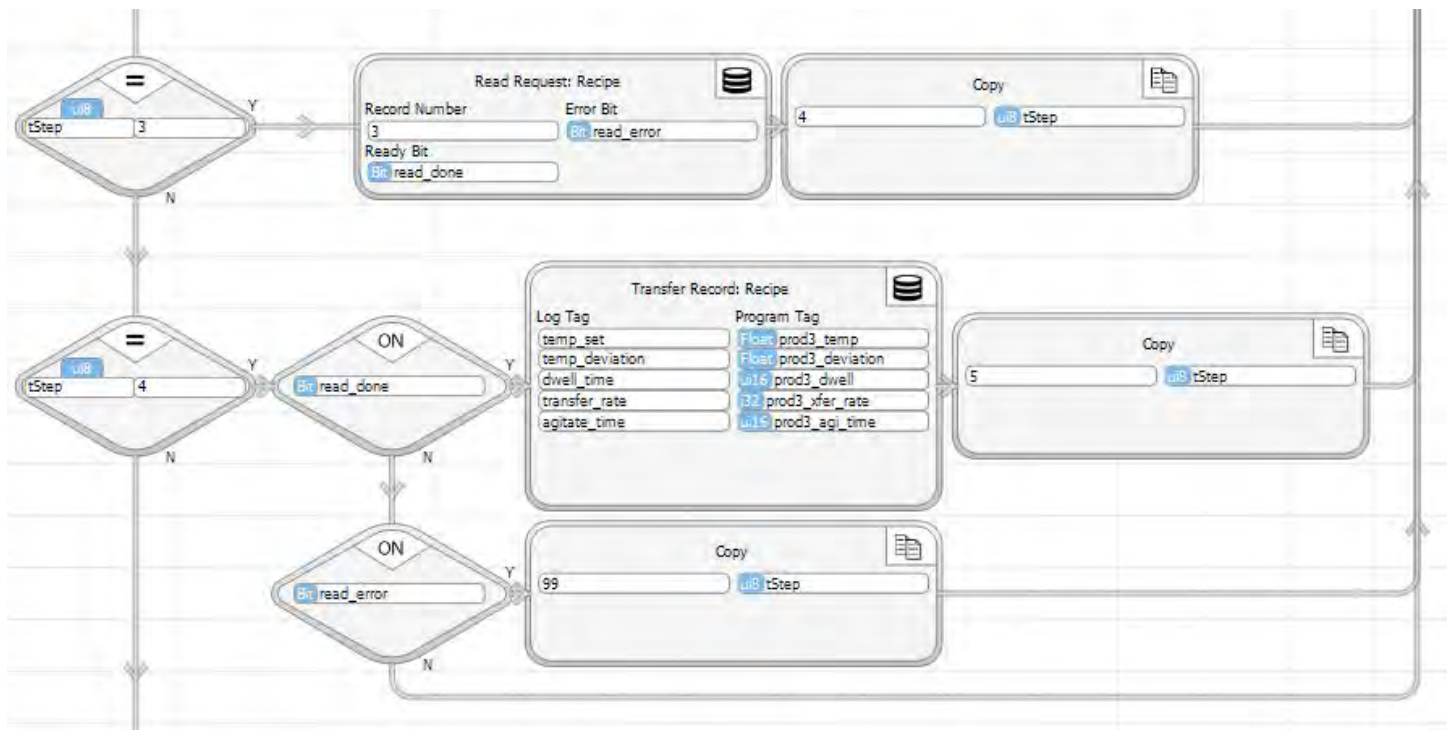 =
ui8
tStep 3
Y
N
Read Request: Recipe
Record Number Error Bit
3 Bit read_error
Ready Bit
Bit read_done
Copy
4 ui8 tStep
=
ui8
tStep 4
Y
N
ON
Bit read_done
Y
N
Transfer Record: Recipe
Log Tag Program Tag
temp_set Float prod3_temp
temp_deviation Float prod3_deviation
dwell_time ui16 prod3_dwell
transfer_rate i32 prod3_xfer_rate
agitate_time ui16 prod3_agi_time
Copy
5 ui8 tStep
ON
Bit read_error
Y
N
Copy
99 ui8 tStep